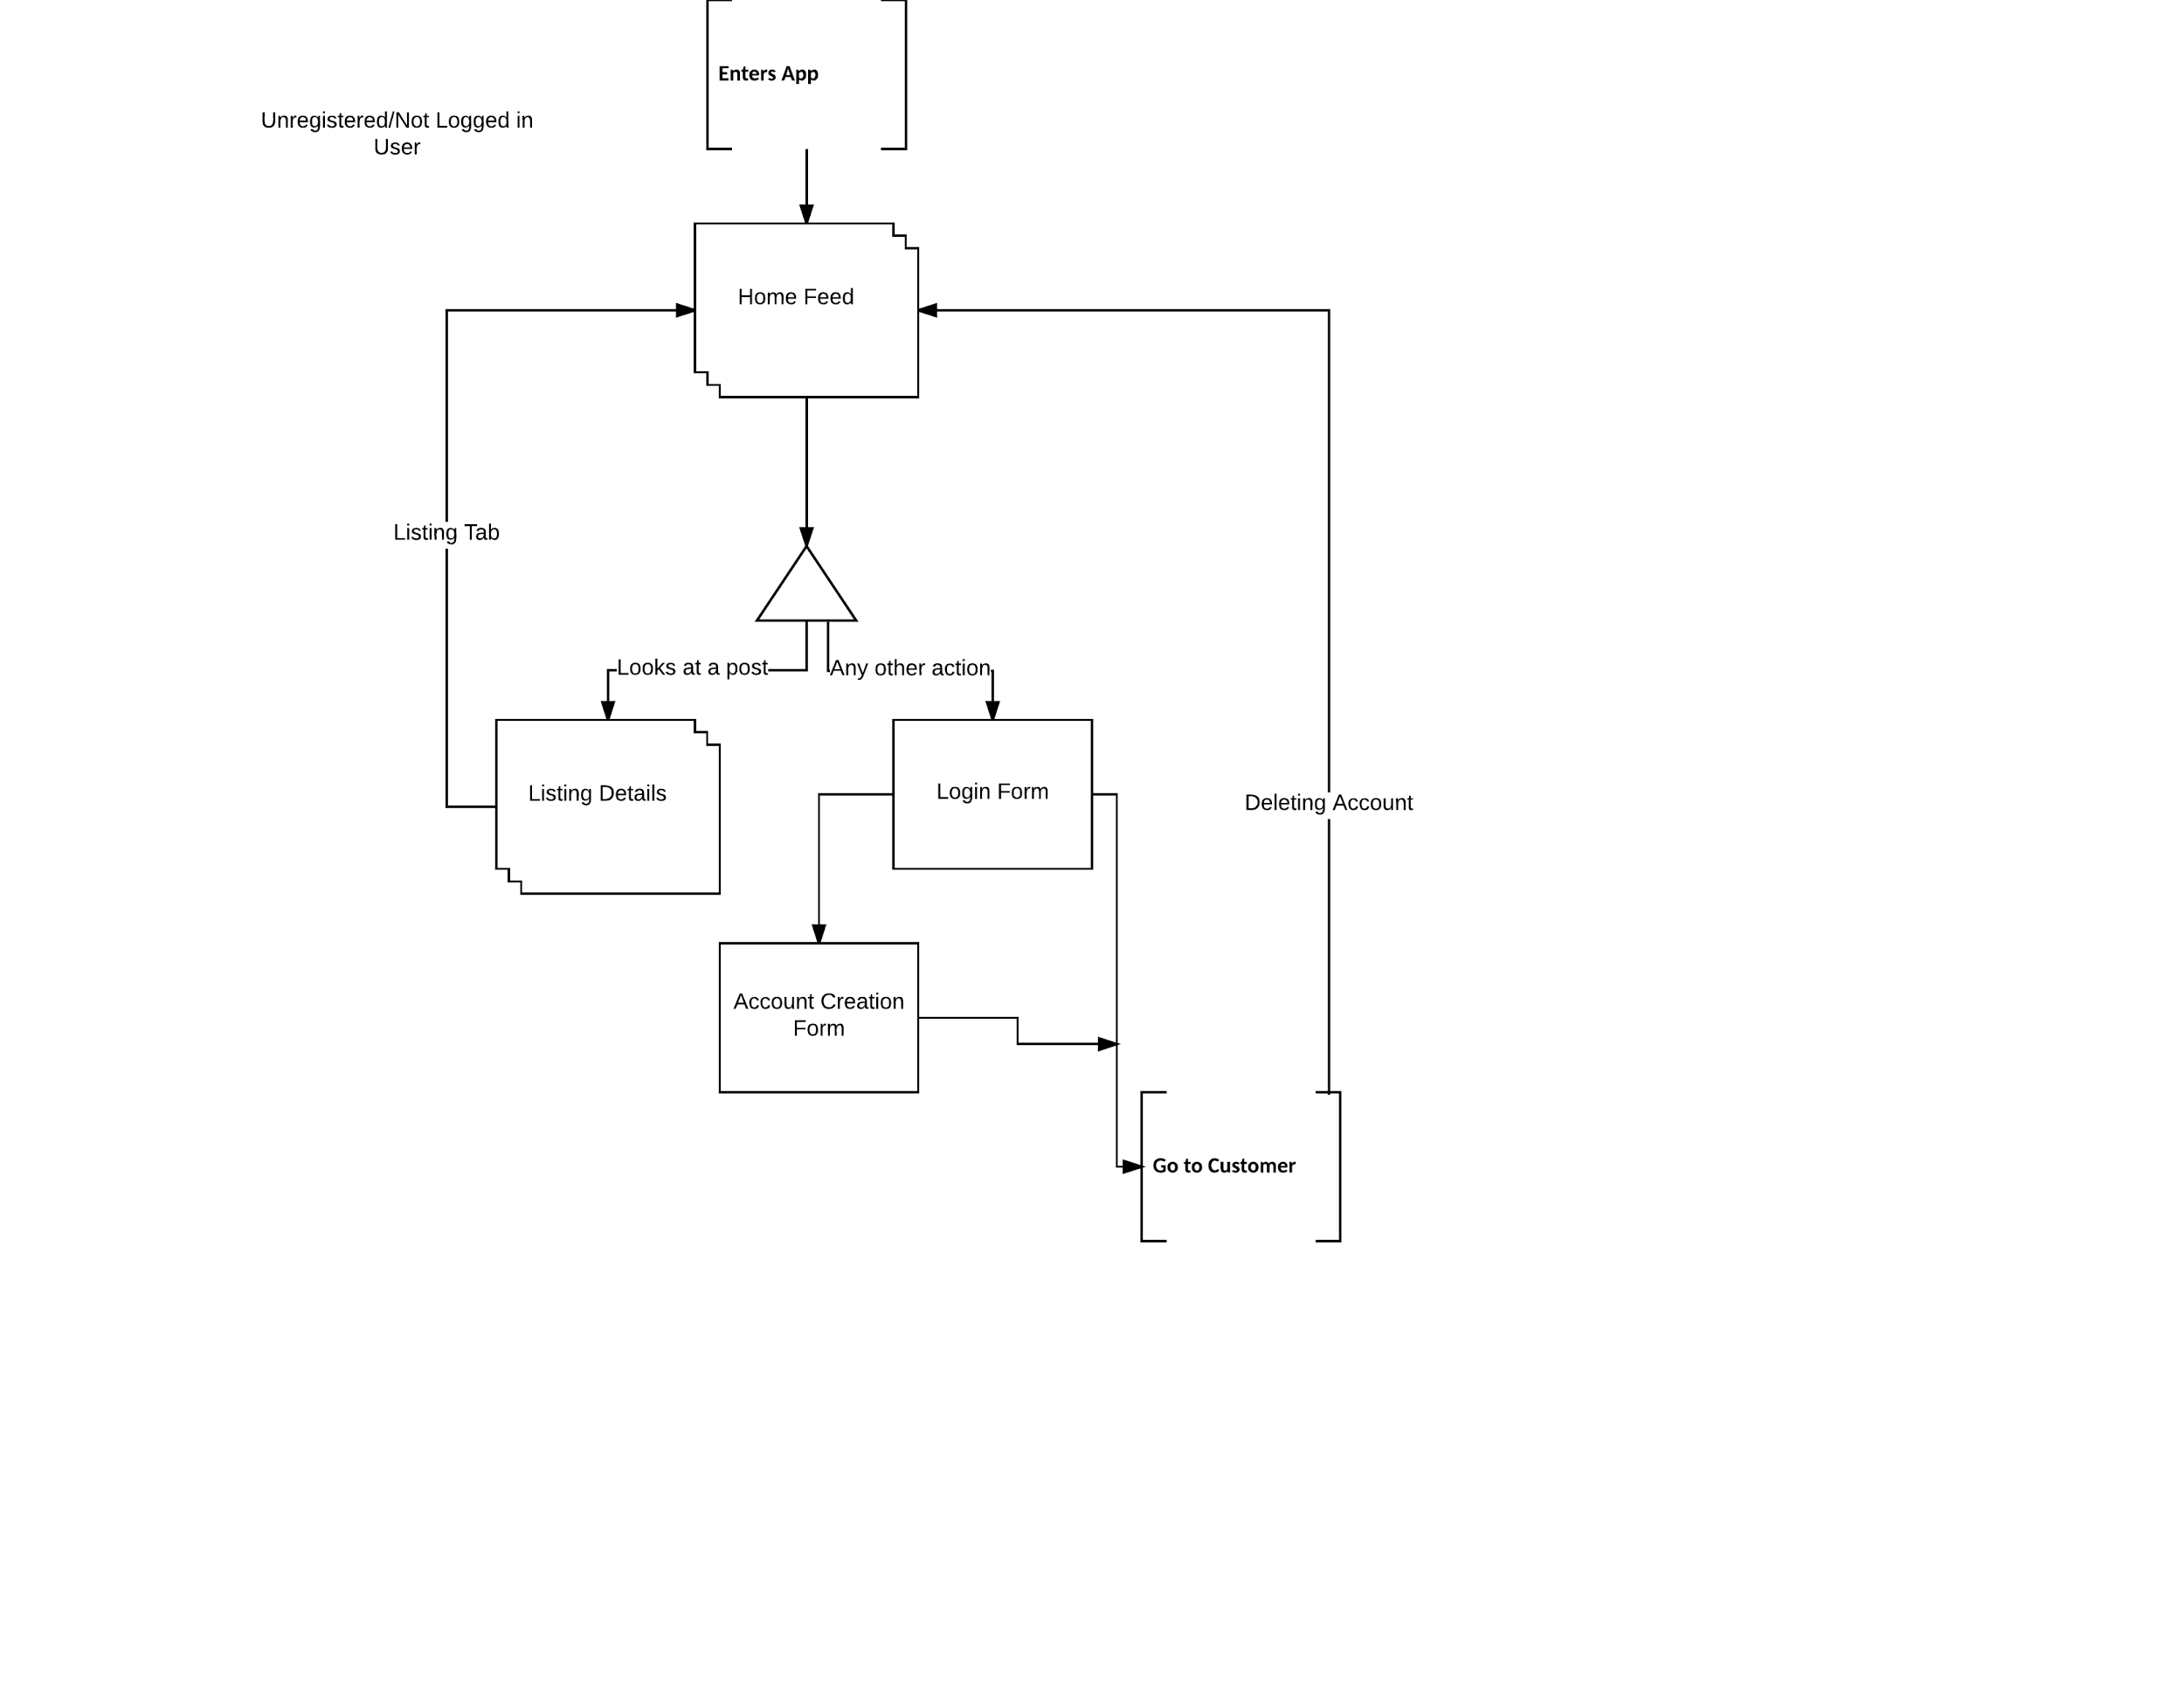 Enters App
Unregistered/Not Logged in
User
Home Feed
Listing Tab
Looks at a post
Any other action
Listing Details
Login Form
Deleting Account
Account Creation
Form
Go to Customer